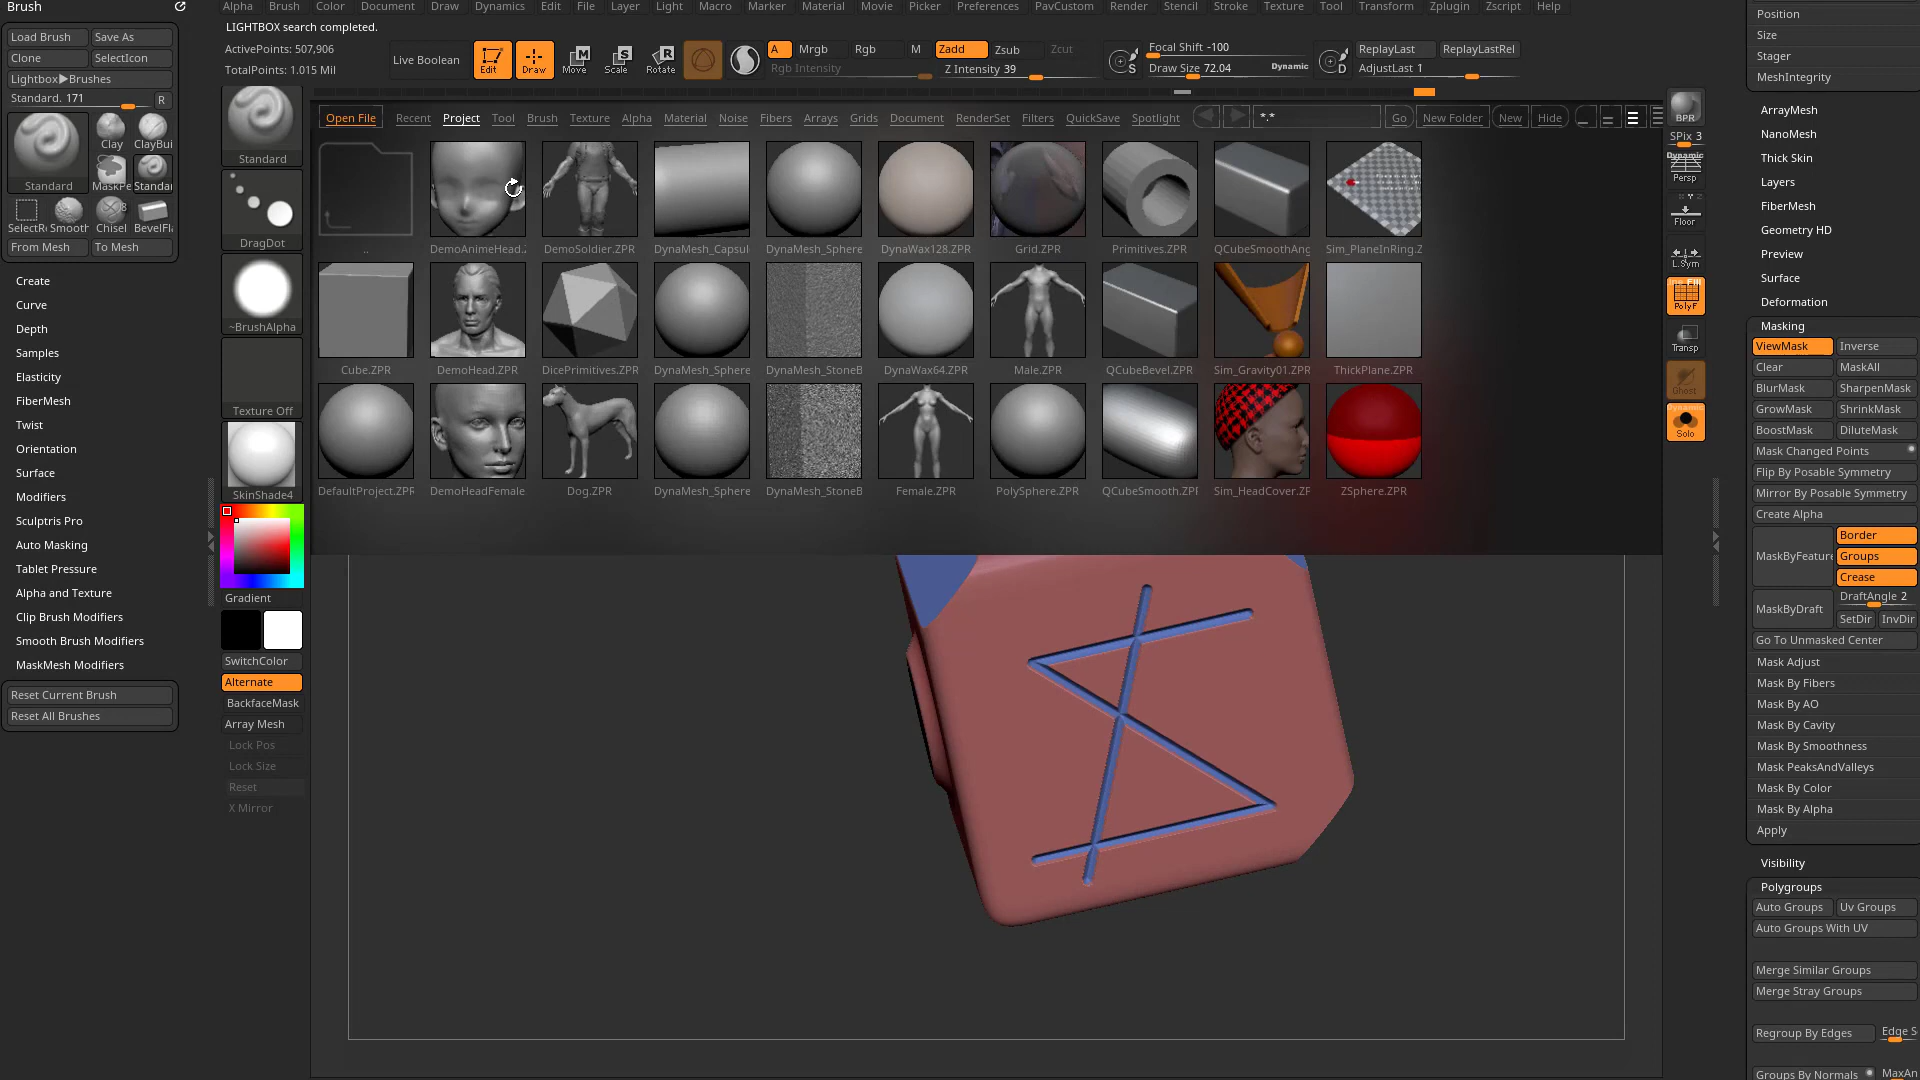 Brush
Alpha Brush Color Document Draw Dynamics Edit File Layer Light Macro Marker Material Movie Picker Preferences PavCustom Render Stencil Stroke Texture Tool Transform Zplugin Zscript Help
LIGHTBOX search completed.
Load Brush Save As
Clone SelectIcon
Lightbox▶Brushes
Standard. 171 R
Standard
Clay ClayBui
MaskPe Standar
SelectRe Smooth Chisel BevelFla
8
From Mesh To Mesh
Create
Curve
Depth
Samples
Elasticity
FiberMesh
Twist
Orientation
Surface
Modifiers
Sculptris Pro
Auto Masking
Tablet Pressure
Alpha and Texture
Clip Brush Modifiers
Smooth Brush Modifiers
MaskMesh Modifiers
Reset Current Brush
Reset All Brushes
ActivePoints: 507,906
TotalPoints: 1.015 Mil
Live Boolean
Edit Draw Move Scale Rotate
A Mrgb Rgb M
Rgb Intensity
Zadd Zsub Zcut
Z Intensity 39
S
Focal Shift -100
Draw Size 72.04 Dynamic
D
ReplayLast ReplayLastRel
AdjustLast 1
Standard
DragDot
~BrushAlpha
Texture Off
SkinShade4
Gradient
SwitchColor
Alternate
BackfaceMask
Array Mesh
Lock Pos
Lock Size
Reset
X Mirror
Open File Recent Project Tool Brush Texture Alpha Material Noise Fibers Arrays Grids Document RenderSet Filters QuickSave Spotlight *.* Go New Folder New Hide
.. DemoAnimeHead.Z DemoSoldier.ZPR DynaMesh_Capsul DynaMesh_Sphere DynaWax128.ZPR Grid.ZPR Primitives.ZPR QCubeSmoothAng Sim_PlaneInRing.Z
Cube.ZPR DemoHead.ZPR DicePrimitives.ZPR DynaMesh_Sphere DynaMesh_StoneB DynaWax64.ZPR Male.ZPR QCubeBevel.ZPR Sim_Gravity01.ZPR ThickPlane.ZPR
DefaultProject.ZPR DemoHeadFemale Dog.ZPR DynaMesh_Sphere DynaMesh_StoneB Female.ZPR PolySphere.ZPR QCubeSmooth.ZPR Sim_HeadCover.ZP ZSphere.ZPR
BPR
SPix 3
Dynamic
Persp
Floor
L.Sym
PolyF
Transp
Ghost
Dynamic
Solo
Position
Size
Stager
MeshIntegrity
ArrayMesh
NanoMesh
Thick Skin
Layers
FiberMesh
Geometry HD
Preview
Surface
Deformation
Masking
ViewMask Inverse
Clear MaskAll
BlurMask SharpenMask
GrowMask ShrinkMask
BoostMask DiluteMask
Mask Changed Points
Flip By Posable Symmetry
Mirror By Posable Symmetry
Create Alpha
MaskByFeature Border
Groups
Crease
MaskByDraft DraftAngle 2
SetDir InvDir
Go To Unmasked Center
Mask Adjust
Mask By Fibers
Mask By AO
Mask By Cavity
Mask By Smoothness
Mask PeaksAndValleys
Mask By Color
Mask By Alpha
Apply
Visibility
Polygroups
Auto Groups Uv Groups
Auto Groups With UV
Merge Similar Groups
Merge Stray Groups
Regroup By Edges Edge S
Groups By Normals MaxAn